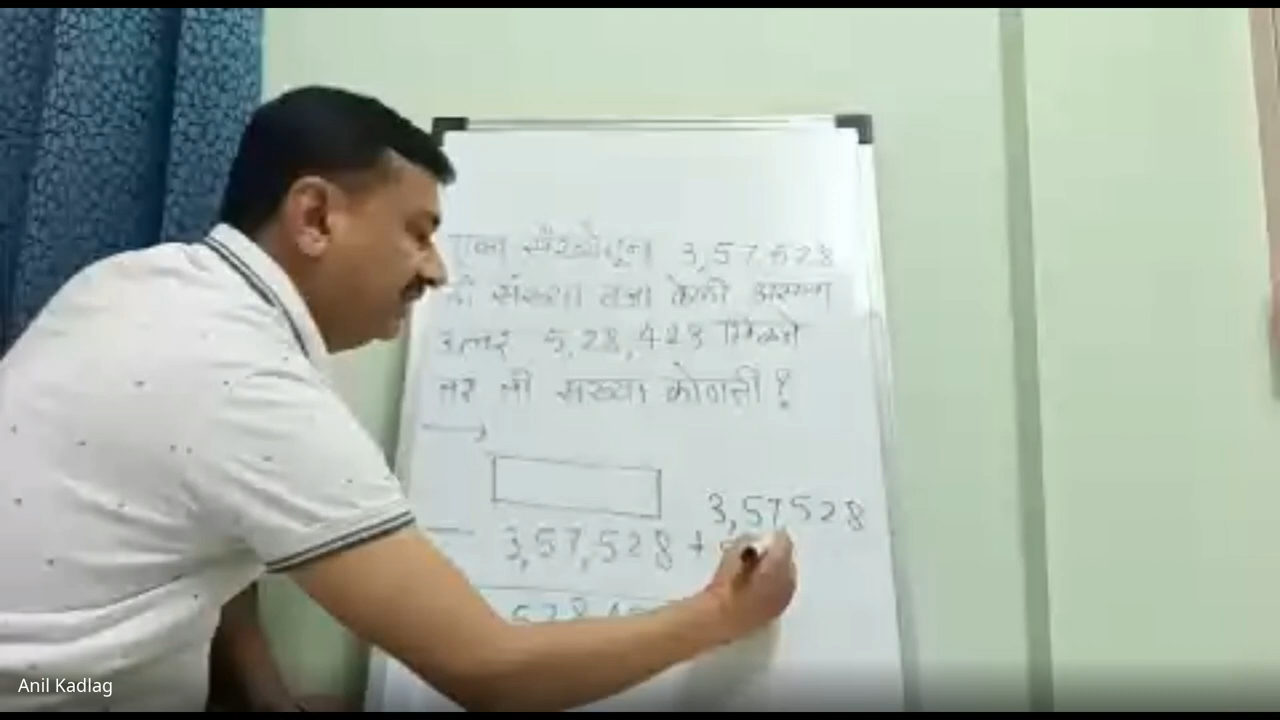 एका संख्येतून 3,57,528
ही संख्या वजा केली असता
उत्तर 5,28,423 मिळते
तर ती संख्या कोणती?
3,57528
— 3,57,528 +
Anil Kadlag